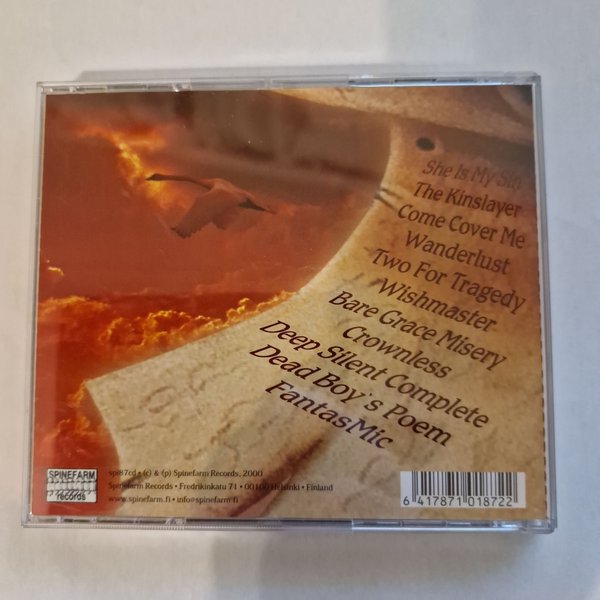 She Is My Sin
The Kinslayer
Come Cover Me
Wanderlust
Two For Tragedy
Wishmaster
Bare Grace Misery
Crownless
Deep Silent Complete
Dead Boy's Poem
FantasMic
SPINEFARM
records
spi87cd • (c) & (p) Spinefarm Records, 2000
Spinefarm Records • Fredrikinkatu 71 • 00100 Helsinki • Finland
www.spinefarm.fi • info@spinefarm.fi
6 417871 018722